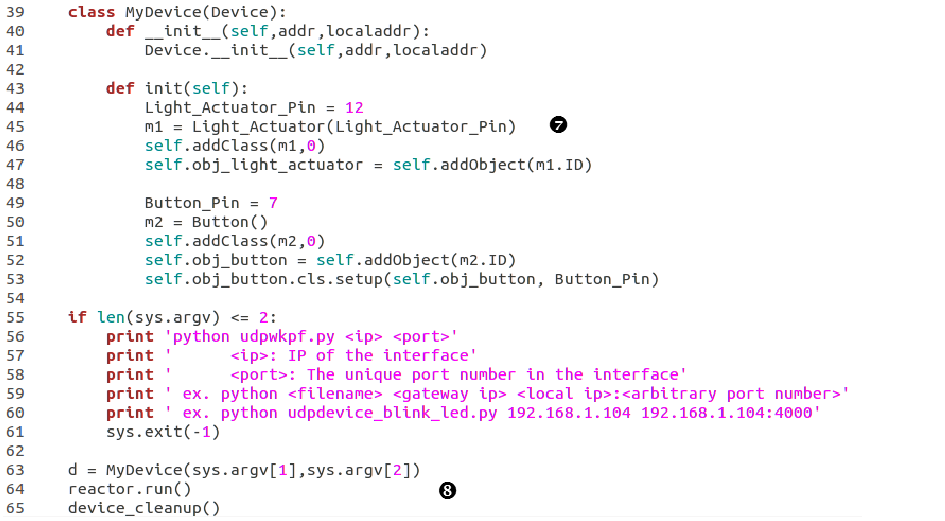 39 class MyDevice(Device):
40     def __init__(self,addr,localaddr):
41         Device.__init__(self,addr,localaddr)
42
43     def init(self):
44         Light_Actuator_Pin = 12
45         m1 = Light_Actuator(Light_Actuator_Pin) ❼
46         self.addClass(m1,0)
47         self.obj_light_actuator = self.addObject(m1.ID)
48
49         Button_Pin = 7
50         m2 = Button()
51         self.addClass(m2,0)
52         self.obj_button = self.addObject(m2.ID)
53         self.obj_button.cls.setup(self.obj_button, Button_Pin)
54
55 if len(sys.argv) <= 2:
56     print 'python udpwkpf.py <ip> <port>'
57     print '      <ip>: IP of the interface'
58     print '      <port>: The unique port number in the interface'
59     print ' ex. python <filename> <gateway ip> <local ip>:<arbitrary port number>'
60     print ' ex. python udpdevice_blink_led.py 192.168.1.104 192.168.1.104:4000'
61     sys.exit(-1)
62
63 d = MyDevice(sys.argv[1],sys.argv[2])
64 reactor.run() ❽
65 device_cleanup()